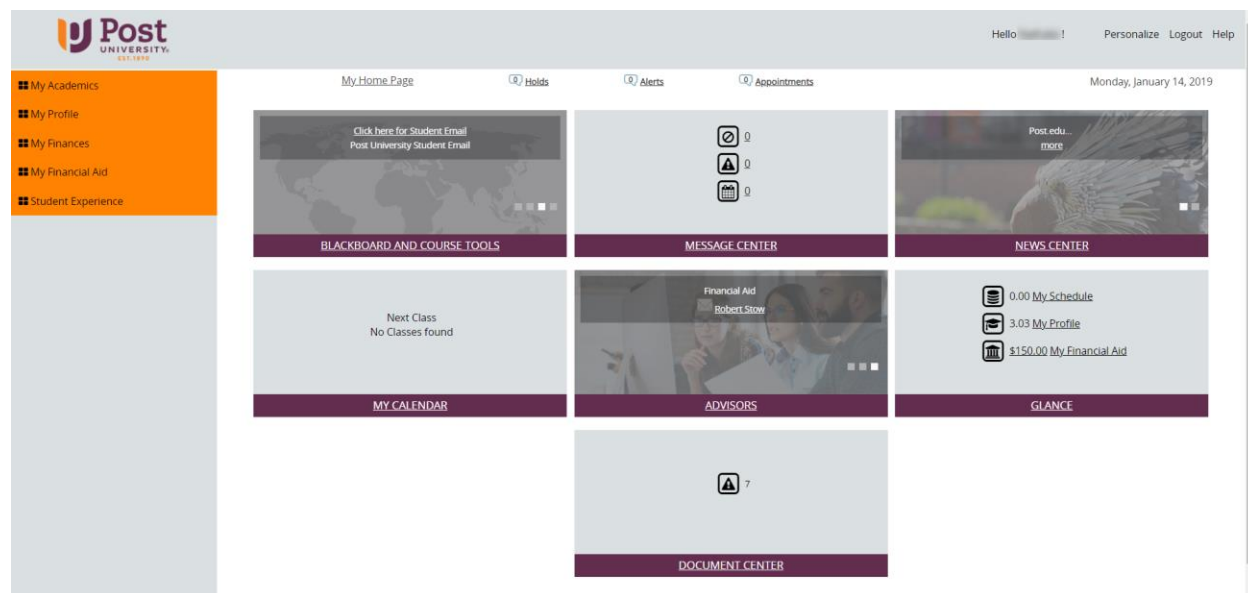 Post
UNIVERSITY.
EST.1890
Hello ! Personalize Logout Help
My Academics
My Profile
My Finances
My Financial Aid
Student Experience
My Home Page 0 Holds 0 Alerts 0 Appointments Monday, January 14, 2019
Click here for Student Email
Post University Student Email
BLACKBOARD AND COURSE TOOLS
0
0
0
MESSAGE CENTER
Post.edu...
more
NEWS CENTER
Next Class
No Classes found
MY CALENDAR
Financial Aid
Robert Stow
ADVISORS
0.00 My Schedule
3.03 My Profile
$150.00 My Financial Aid
GLANCE
7
DOCUMENT CENTER